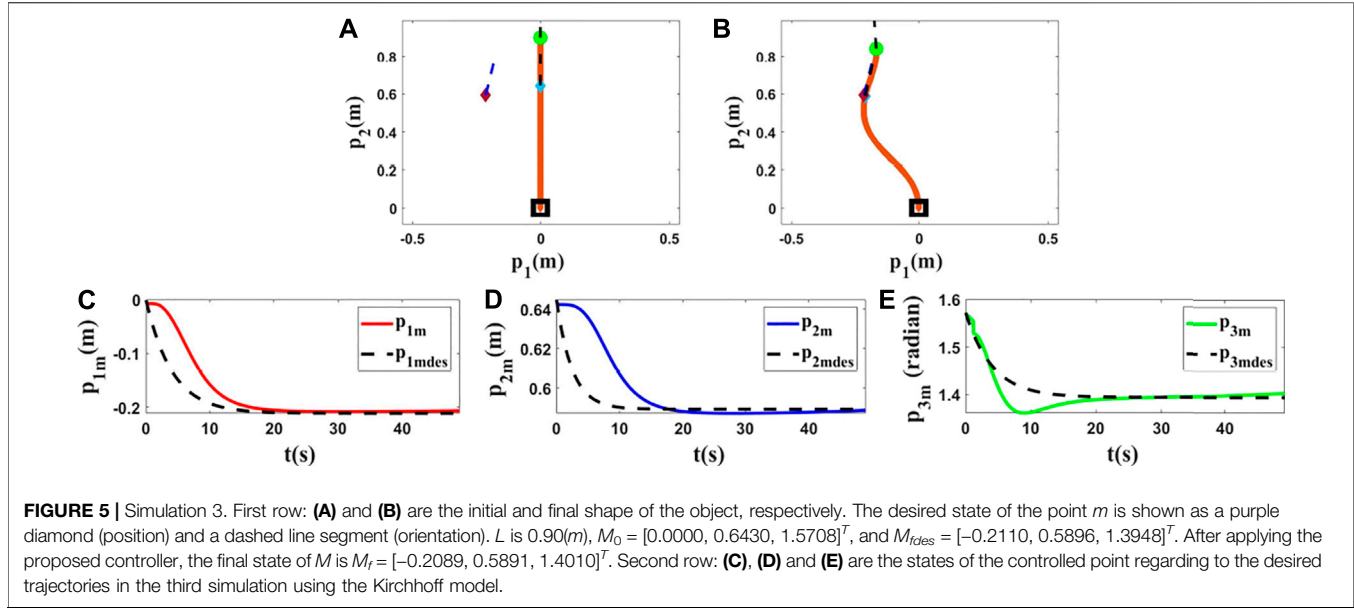 A
B
p2(m)
0.8
0.6
0.4
0.2
0
-0.5
0
0.5
p1(m)
p2(m)
0.8
0.6
0.4
0.2
0
-0.5
0
0.5
p1(m)
C
D
E
p1m(m)
0
-0.1
-0.2
p1m
p1mdes
0
10
20
30
40
t(s)
p2m(m)
0.64
0.62
0.6
p2m
p2mdes
0
10
20
30
40
t(s)
p3m (radian)
1.6
1.5
1.4
p3m
p3mdes
0
10
20
30
40
t(s)
FIGURE 5 | Simulation 3. First row: (A) and (B) are the initial and final shape of the object, respectively. The desired state of the point m is shown as a purple
diamond (position) and a dashed line segment (orientation). L is 0.90(m), M0 = [0.0000, 0.6430, 1.5708]T, and Mfdes = [−0.2110, 0.5896, 1.3948]T. After applying the
proposed controller, the final state of M is Mf = [−0.2089, 0.5891, 1.4010]T. Second row: (C), (D) and (E) are the states of the controlled point regarding to the desired
trajectories in the third simulation using the Kirchhoff model.